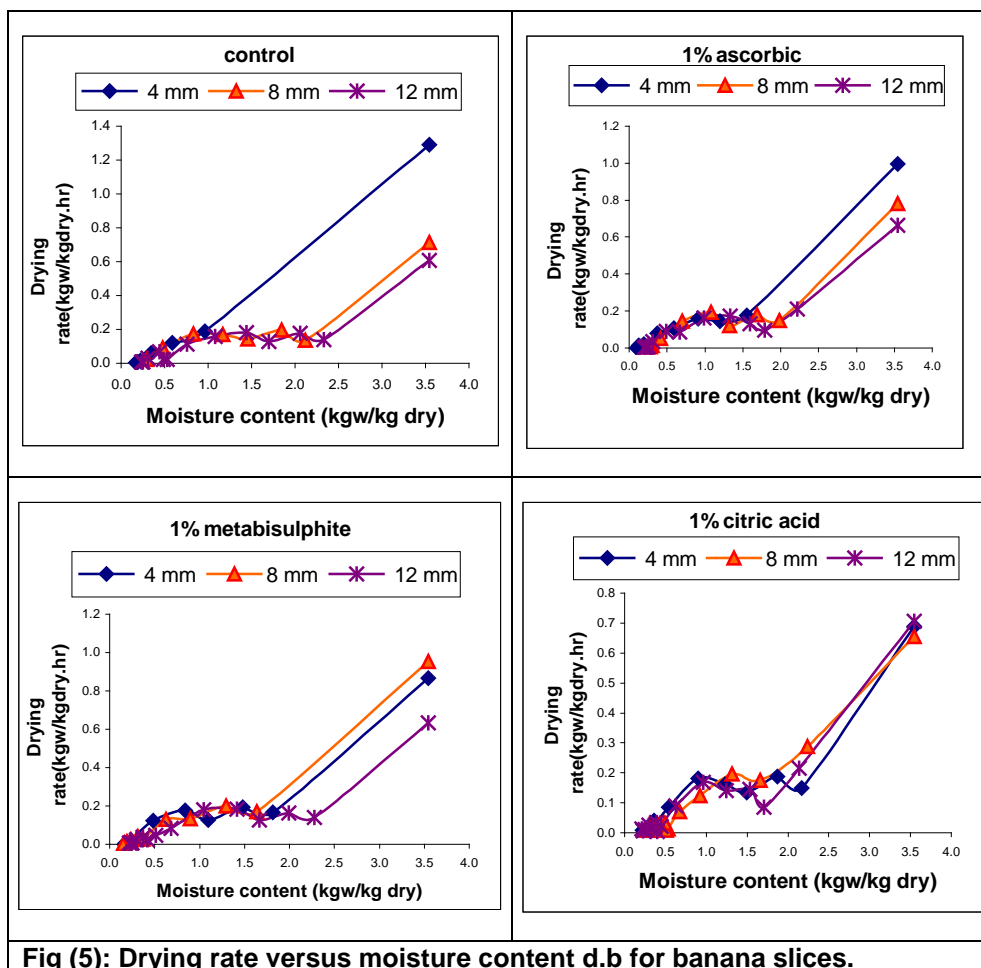 control
4 mm 8 mm 12 mm
1.4
1.2
1.0
0.8
0.6
0.4
0.2
0.0
0.0 0.5 1.0 1.5 2.0 2.5 3.0 3.5 4.0
Drying
rate(kgw/kgdry.hr)
Moisture content (kgw/kg dry)
1% ascorbic
4 mm 8 mm 12 mm
1.2
1.0
0.8
0.6
0.4
0.2
0.0
0.0 0.5 1.0 1.5 2.0 2.5 3.0 3.5 4.0
Drying
rate(kgw/kgdry.hr)
Moisture content (kgw/kg dry)
1% metabisulphite
4 mm 8 mm 12 mm
1.2
1.0
0.8
0.6
0.4
0.2
0.0
0.0 0.5 1.0 1.5 2.0 2.5 3.0 3.5 4.0
Drying
rate(kgw/kgdry.hr)
Moisture content (kgw/kg dry)
1% citric acid
4 mm 8 mm 12 mm
0.8
0.7
0.6
0.5
0.4
0.3
0.2
0.1
0.0
0.0 0.5 1.0 1.5 2.0 2.5 3.0 3.5 4.0
Drying
rate(kgw/kgdry.hr)
Moisture content (kgw/kg dry)
Fig (5): Drying rate versus moisture content d.b for banana slices.